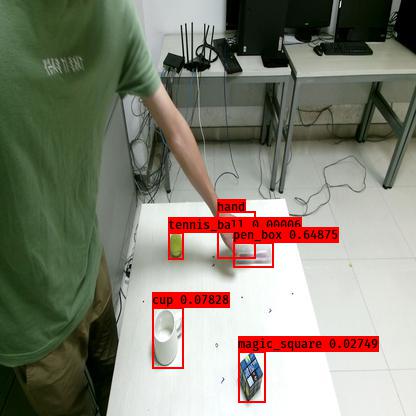 hand
tennis_ball 0.00006
pen_box 0.64875
cup 0.07828
magic_square 0.02749